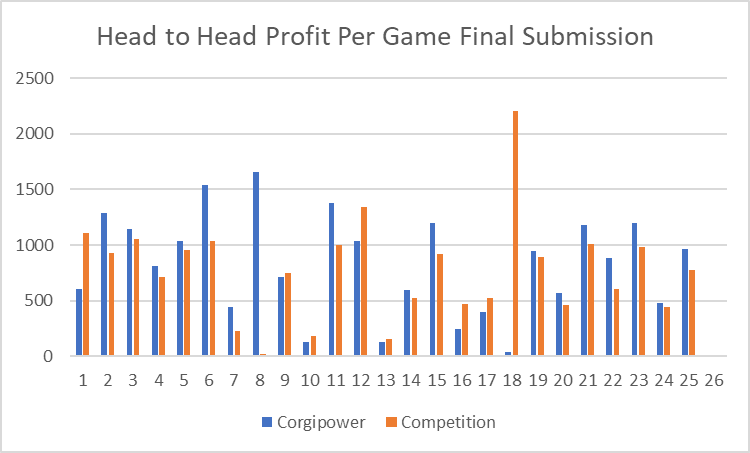 Head to Head Profit Per Game Final Submission
2500
2000
1500
1000
500
0
1 2 3 4 5 6 7 8 9 10 11 12 13 14 15 16 17 18 19 20 21 22 23 24 25 26
Corgipower Competition